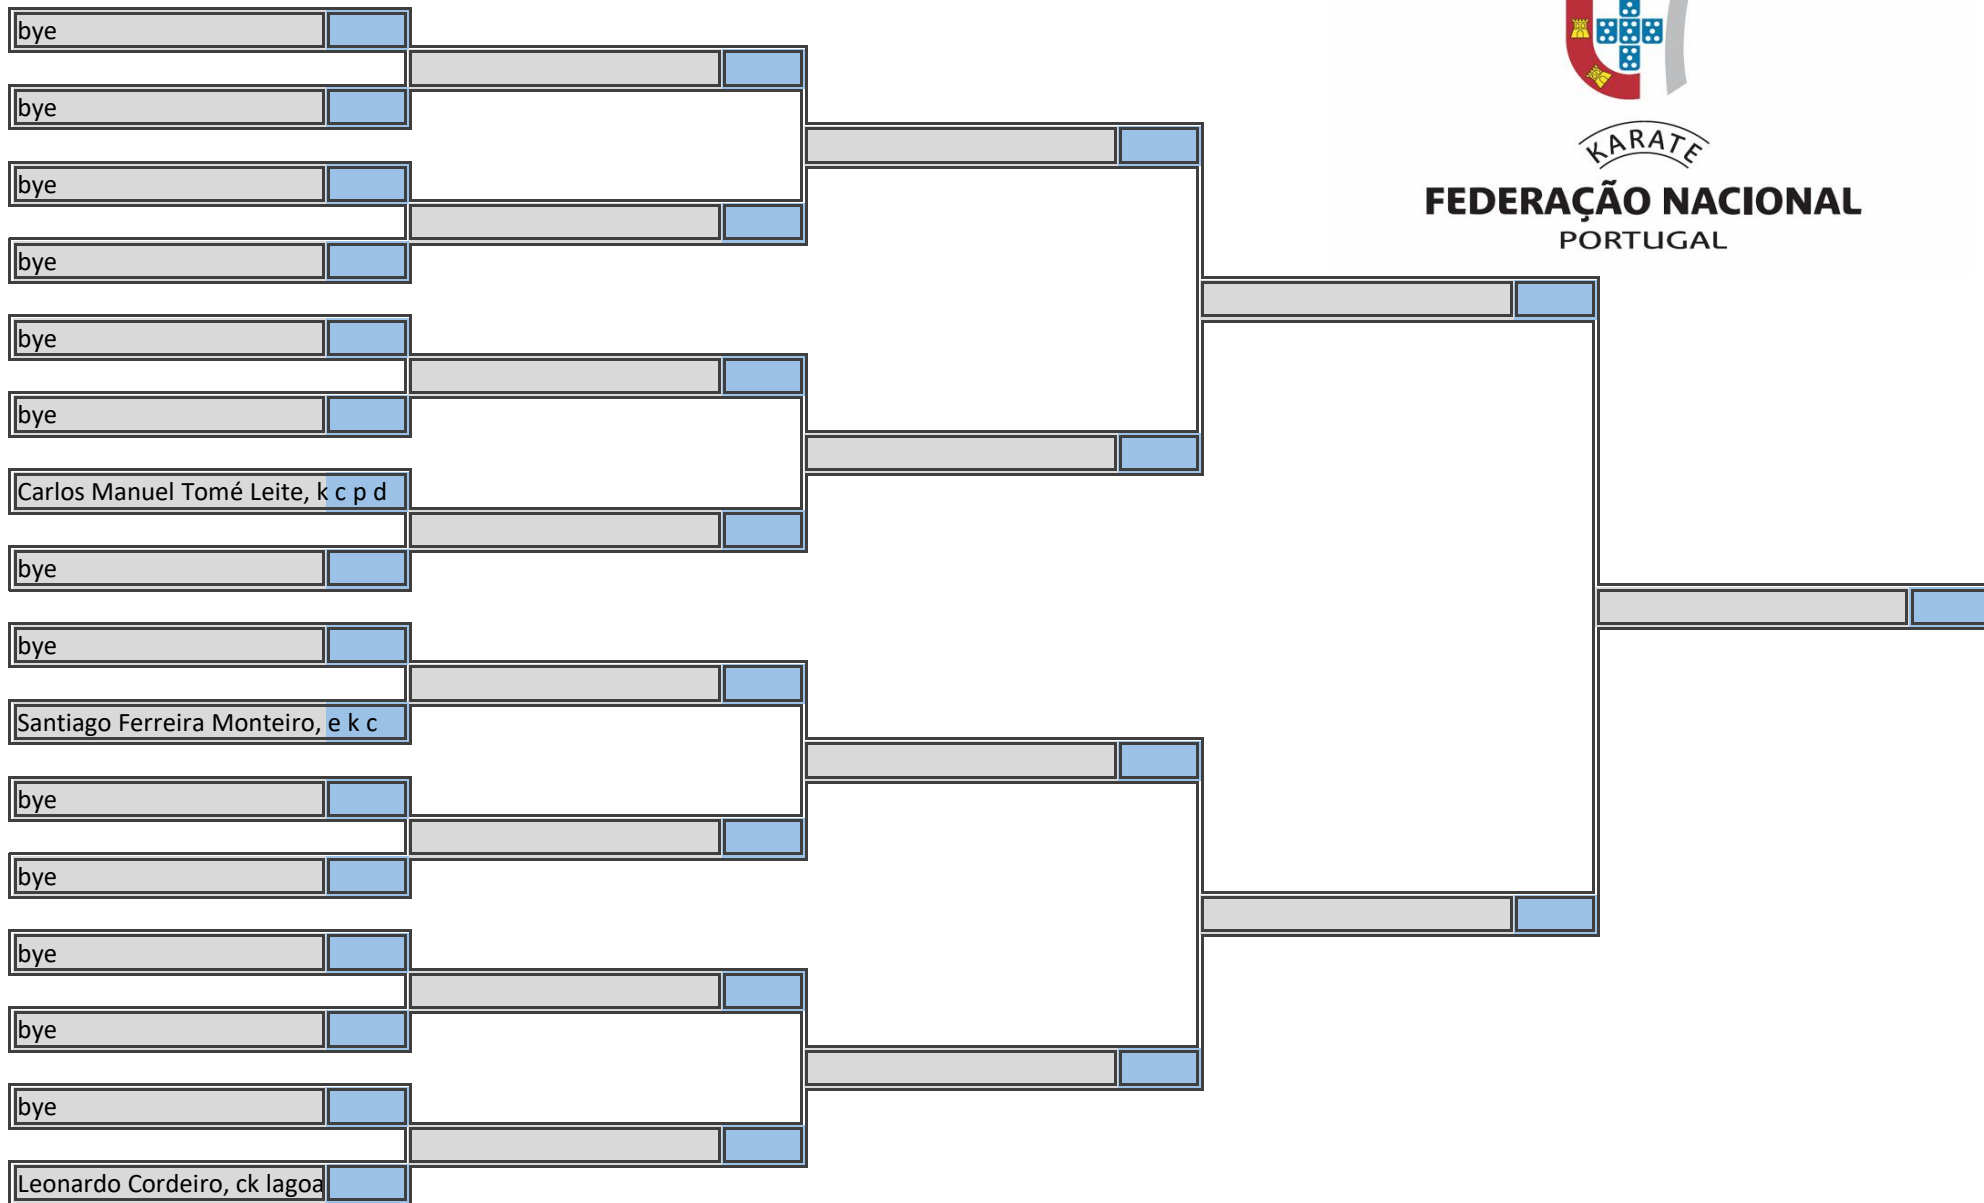 bye
bye
KARATE
bye
FEDERAÇÃO NACIONAL
PORTUGAL
bye
bye
bye
Carlos Manuel Tomé Leite, k c p d
bye
bye
Santiago Ferreira Monteiro, e k c
bye
bye
bye
bye
bye
Leonardo Cordeiro, ck lagoa